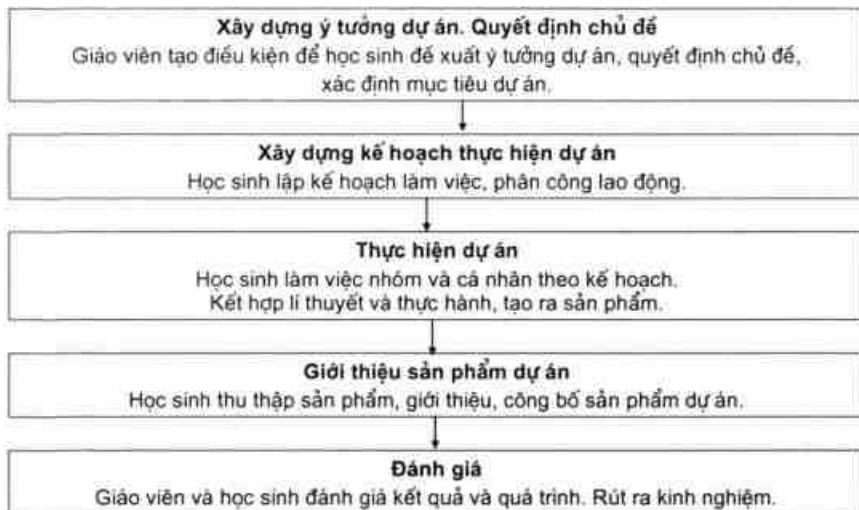 Xây dựng ý tưởng dự án. Quyết định chủ đề
Giáo viên tạo điều kiện để học sinh đề xuất ý tưởng dự án, quyết định chủ đề,
xác định mục tiêu dự án.
Xây dựng kế hoạch thực hiện dự án
Học sinh lập kế hoạch làm việc, phân công lao động.
Thực hiện dự án
Học sinh làm việc nhóm và cá nhân theo kế hoạch.
Kết hợp lí thuyết và thực hành, tạo ra sản phẩm.
Giới thiệu sản phẩm dự án
Học sinh thu thập sản phẩm, giới thiệu, công bố sản phẩm dự án.
Đánh giá
Giáo viên và học sinh đánh giá kết quả và quá trình. Rút ra kinh nghiệm.